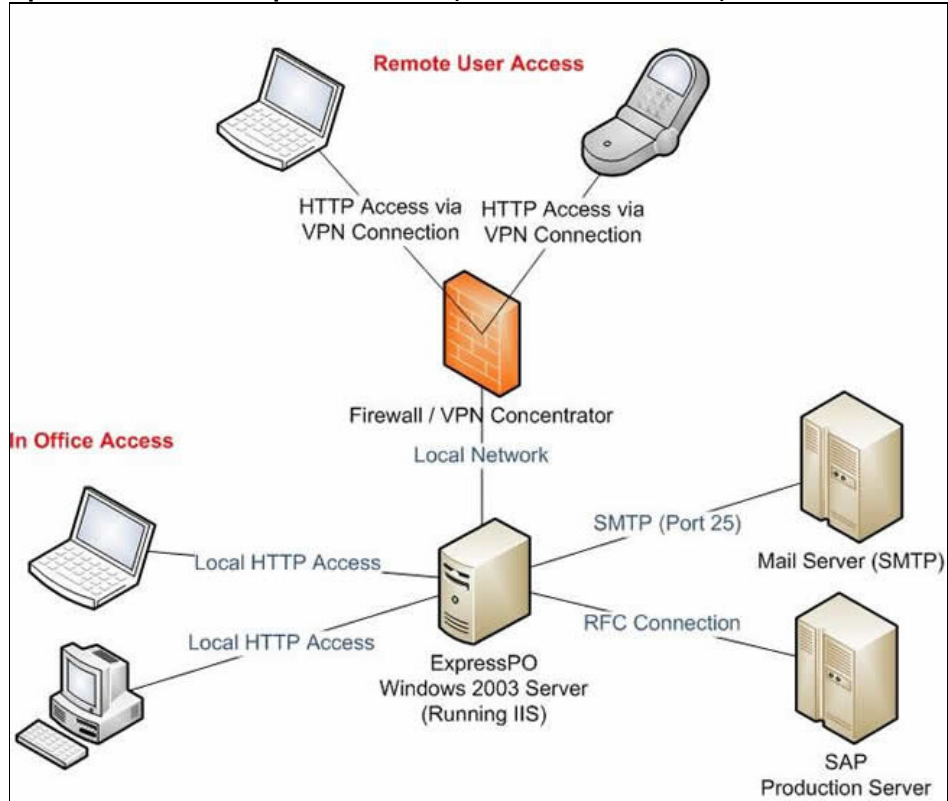 Remote User Access
HTTP Access via
VPN Connection
HTTP Access via
VPN Connection
Firewall / VPN Concentrator
In Office Access
Local Network
SMTP (Port 25)
Mail Server (SMTP)
Local HTTP Access
Local HTTP Access
RFC Connection
ExpressPO
Windows 2003 Server
(Running IIS)
SAP
Production Server